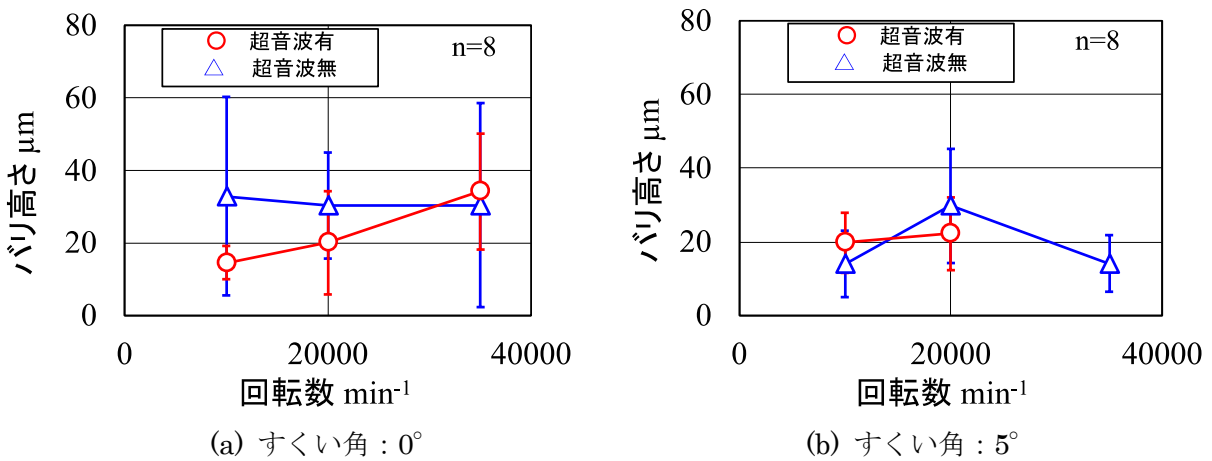 80
60
40
20
0
超音波有
超音波無
n=8
バリ高さ μm
0
20000
40000
回転数 min-1
(a) すくい角：0°
80
60
40
20
0
超音波有
超音波無
n=8
バリ高さ μm
0
20000
40000
回転数 min-1
(b) すくい角：5°